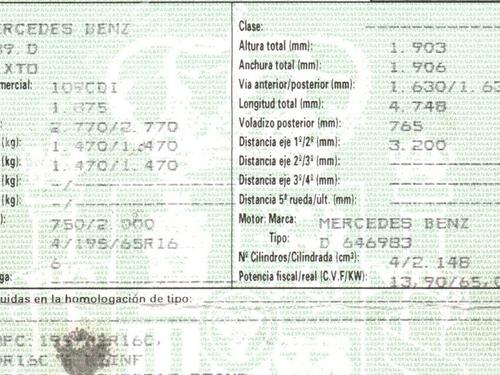 ERCEDES BENZ
39. D
IXTO
mercial: 109CDI
1.875
2.770/2.770
(kg): 1.470/1.470
(kg): 1.470/1.470
(kg): -/
(kg): -/
): 750/2.000
4/195/65R16
6
ga:
Clase:
Altura total (mm): 1.903
Anchura total (mm): 1.906
Vía anterior/posterior (mm): 1.630/1.63
Longitud total (mm): 4.748
Voladizo posterior (mm): 765
Distancia eje 1º/2º (mm): 3.200
Distancia eje 2º/3º (mm):
Distancia eje 3º/4º (mm):
Distancia 5ª rueda/ült. (mm):
Motor: Marca: MERCEDES BENZ
Tipo: D 646983
Nº Cilindros/Cilindrada (cm³): 4/2.148
Potencia fiscal/real (C.V.F/KW): 13,90/65,0
uidas en la homologación de tipo: